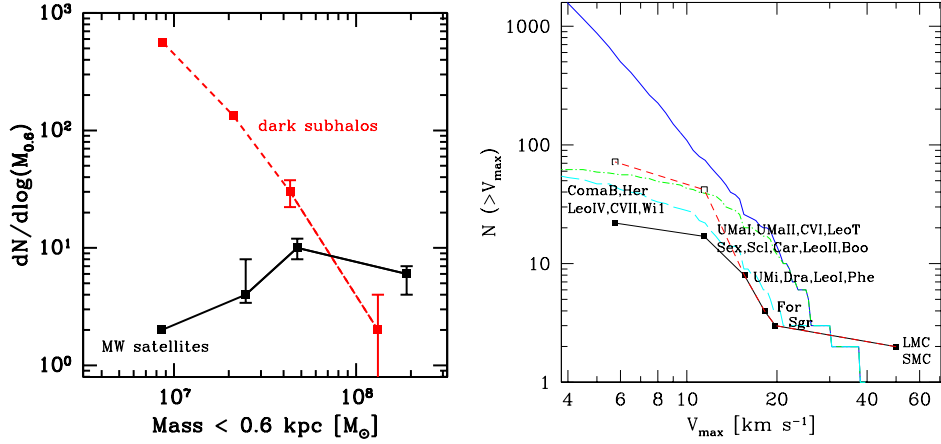 10³
10²
10¹
10⁰
dN/dlog(M₀.₆)
dark subhalos
MW satellites
10⁷
10⁸
Mass < 0.6 kpc [M☉]
1000
100
10
1
N (>Vmax)
ComaB,Her
LeoIV,CVII,Wi1
UMaI,UMaII,CVI,LeoT
Sex,Scl,Car,LeoII,Boo
UMi,Dra,LeoI,Phe
For
Sgr
LMC
SMC
4
6
8
10
20
40
60
Vmax [km s⁻¹]